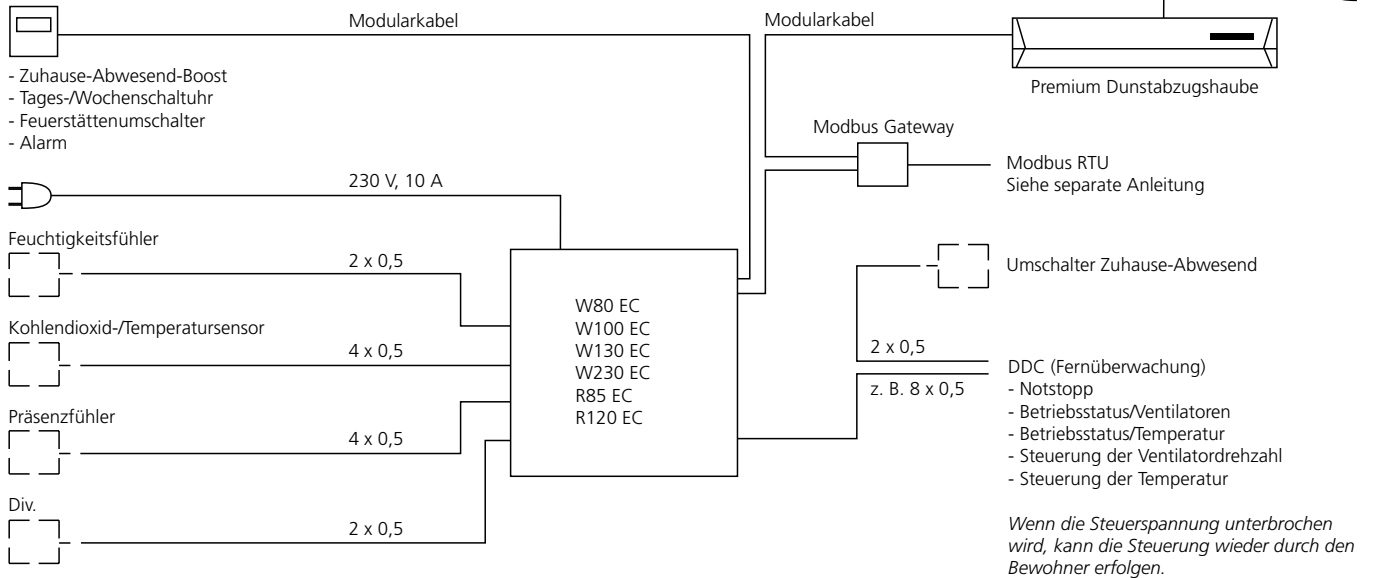 Modularkabel
- Zuhause-Abwesend-Boost
- Tages-/Wochenschaltuhr
- Feuerstättenumschalter
- Alarm
230 V, 10 A
Feuchtigkeitsfühler
2 x 0,5
Kohlendioxid-/Temperatursensor
4 x 0,5
Präsenzfühler
4 x 0,5
Div.
2 x 0,5
W80 EC
W100 EC
W130 EC
W230 EC
R85 EC
R120 EC
Modularkabel
Premium Dunstabzugshaube
Modbus Gateway
Modbus RTU
Siehe separate Anleitung
Umschalter Zuhause-Abwesend
2 x 0,5
z. B. 8 x 0,5
DDC (Fernüberwachung)
- Notstopp
- Betriebsstatus/Ventilatoren
- Betriebsstatus/Temperatur
- Steuerung der Ventilatordrehzahl
- Steuerung der Temperatur
Wenn die Steuerspannung unterbrochen
wird, kann die Steuerung wieder durch den
Bewohner erfolgen.